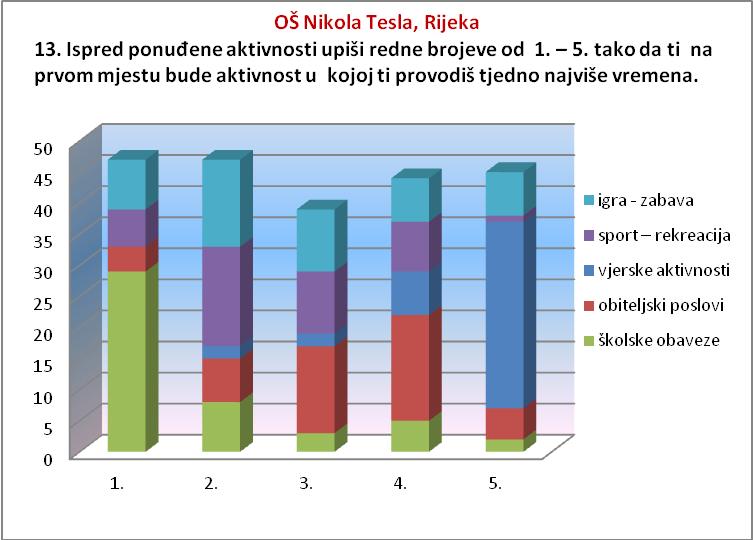 OŠ Nikola Tesla, Rijeka
13. Ispred ponuđene aktivnosti upiši redne brojeve od 1. – 5. tako da ti na
prvom mjestu bude aktivnost u kojoj ti provodiš tjedno najviše vremena.
50
45
40
35
30
25
20
15
10
5
0
1.
2.
3.
4.
5.
igra - zabava
sport – rekreacija
vjerske aktivnosti
obiteljski poslovi
školske obaveze